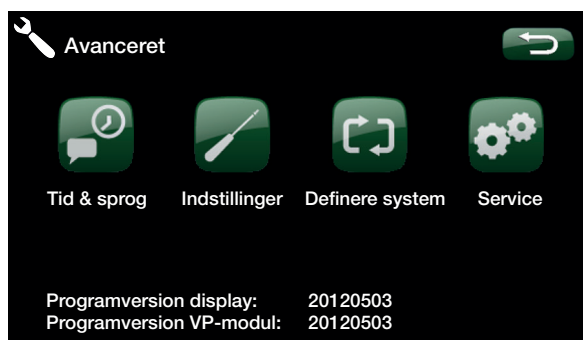 Avanceret
Tid & sprog Indstillinger Definere system Service
Programversion display: 20120503
Programversion VP-modul: 20120503